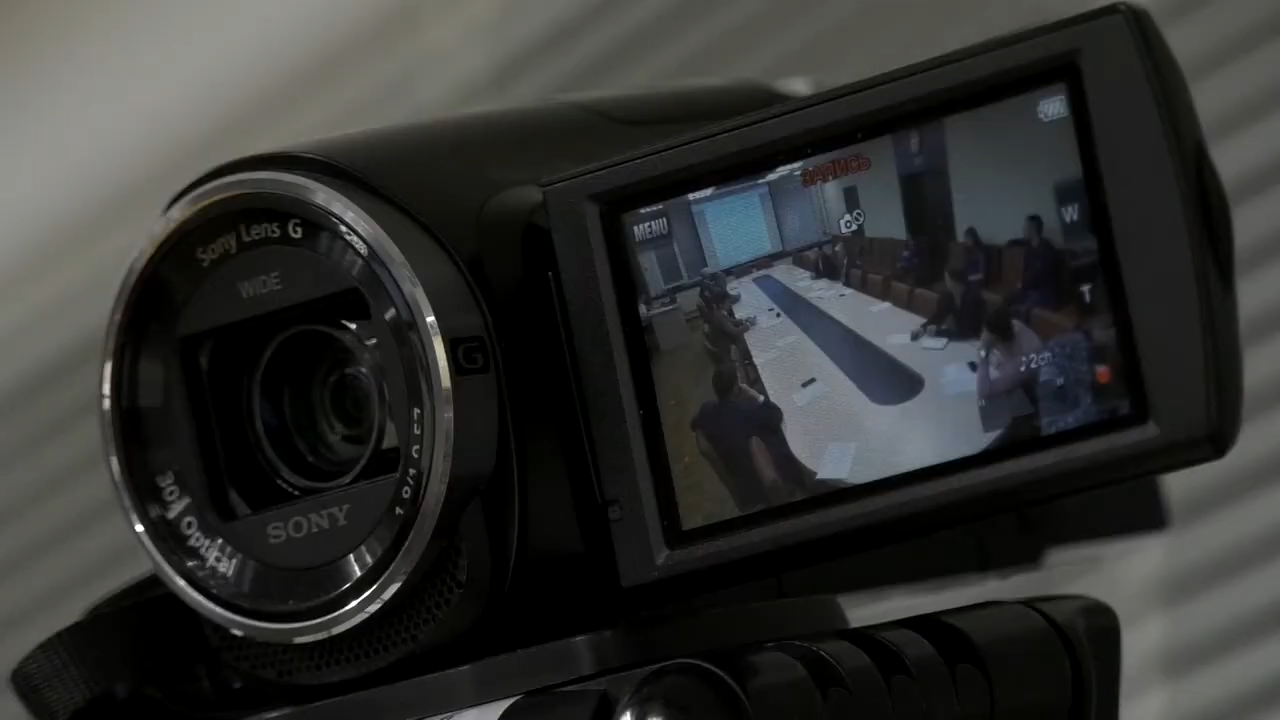 Sony Lens G
WIDE
30x Optical
SONY
G
MENU
ЗАПИСЬ
W
T
2ch